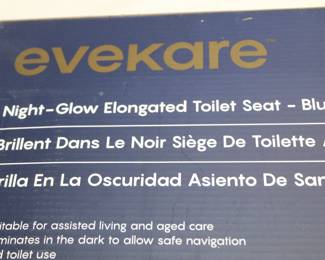 evekare™
Night-Glow Elongated Toilet Seat – Blu
Brillent Dans Le Noir Siège De Toilette
rilla En La Oscuridad Asiento De San
itable for assisted living and aged care
minates in the dark to allow safe navigation
d toilet use